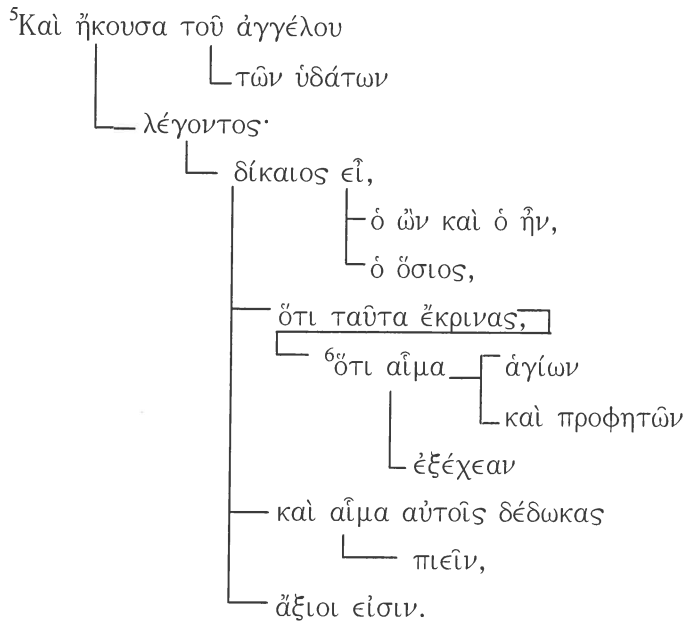 ⁵Καὶ ἤκουσα τοῦ ἀγγέλου
τῶν ὑδάτων
λέγοντος·
δίκαιος εἶ,
ὁ ὢν καὶ ὁ ἦν,
ὁ ὅσιος,
ὅτι ταῦτα ἔκρινας,
⁶ὅτι αἷμα ἁγίων
καὶ προφητῶν
ἐξέχεαν
καὶ αἷμα αὐτοῖς δέδωκας
πιεῖν,
ἄξιοι εἰσιν.